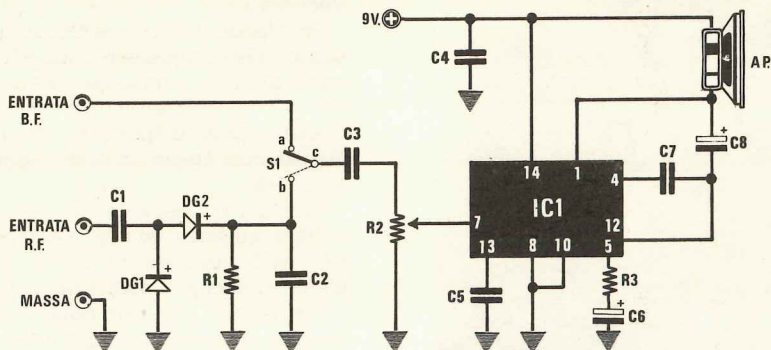 9V.
C4
A.P.
ENTRATA
B.F.
a
C3
S1
c
b
C8
C7
14
1
4
C1
DG2
+
IC1
ENTRATA
R.F.
R2
7
12
13
8
10
5
DG1
+
R1
C2
R3
C5
+
C6
MASSA
+